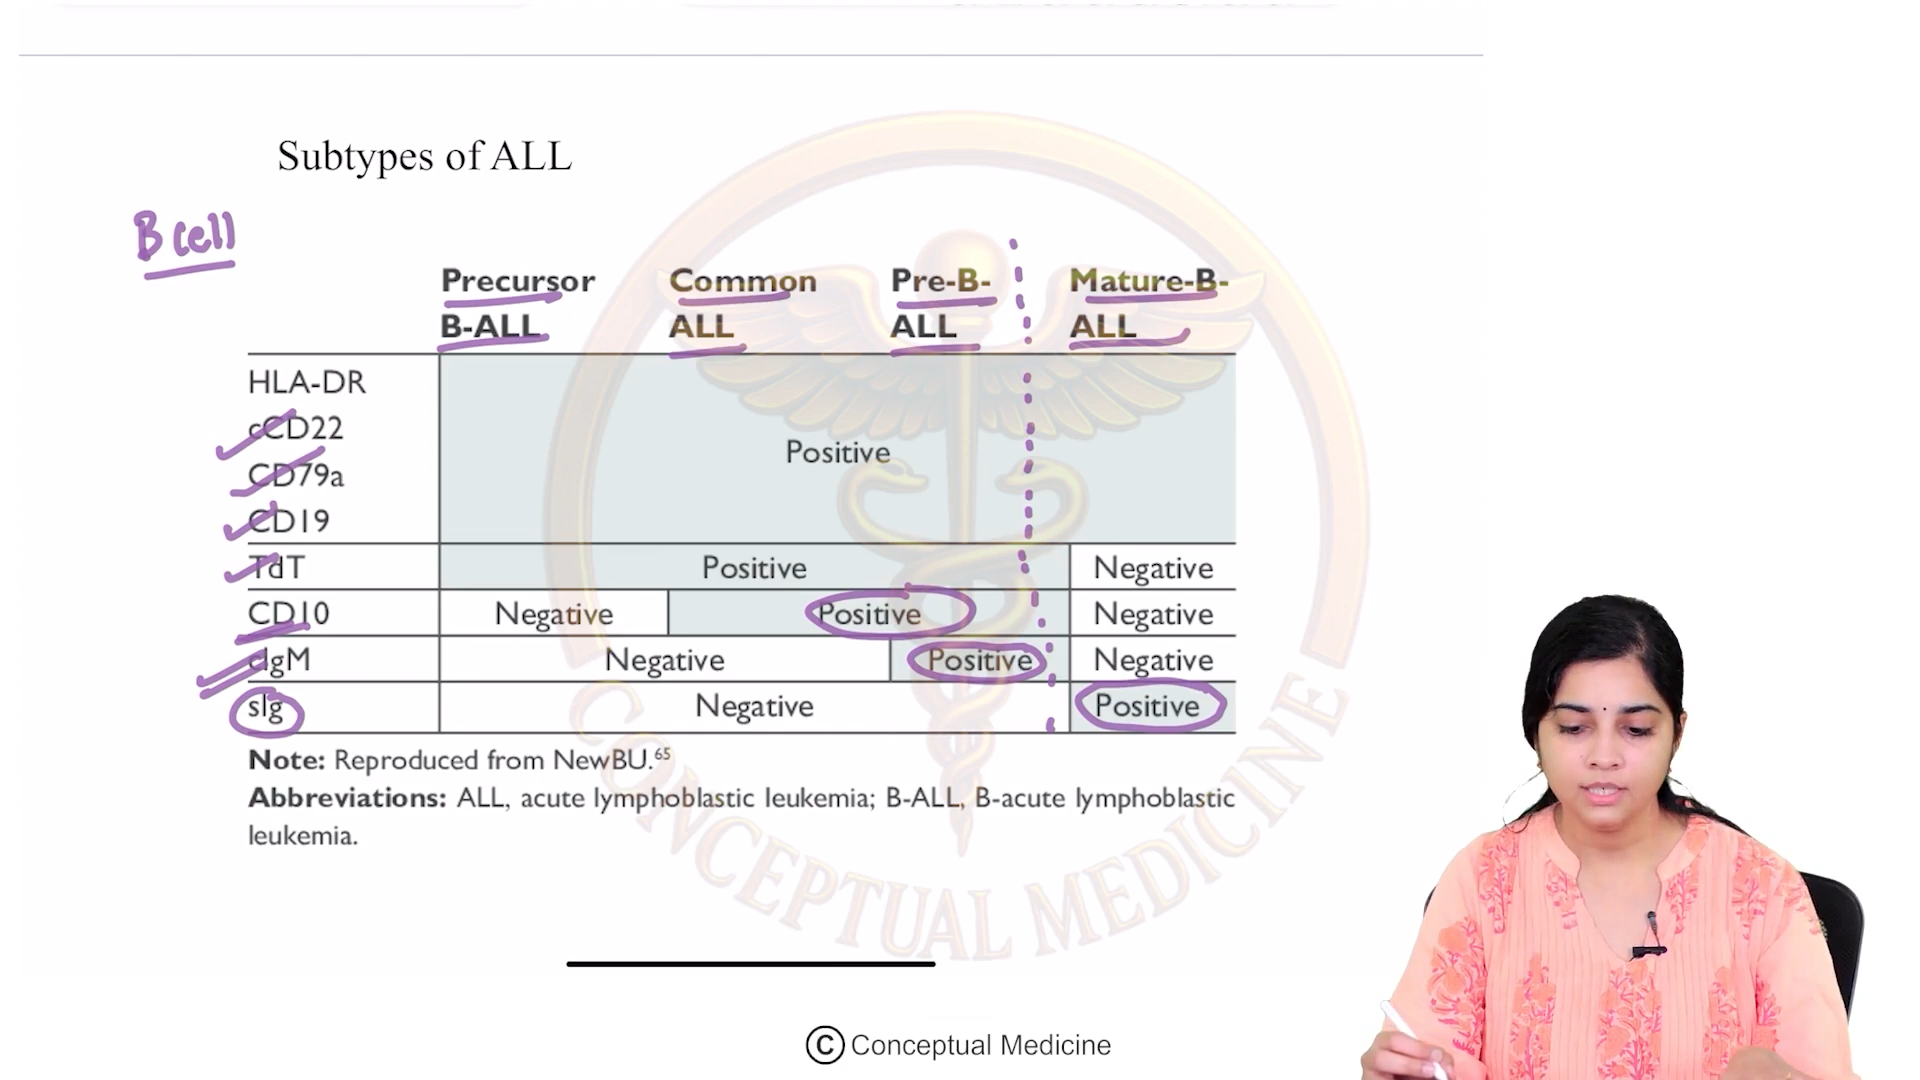 Subtypes of ALL
B cell
Precursor B-ALL
Common ALL
Pre-B-ALL
Mature-B-ALL
HLA-DR
cCD22
CD79a
CD19
Positive
TdT Positive Negative
CD10 Negative Positive Negative
cIgM Negative Positive Negative
sIg Negative Positive
Note: Reproduced from NewBU.65
Abbreviations: ALL, acute lymphoblastic leukemia; B-ALL, B-acute lymphoblastic
leukemia.
CONCEPTUAL MEDICINE
© Conceptual Medicine